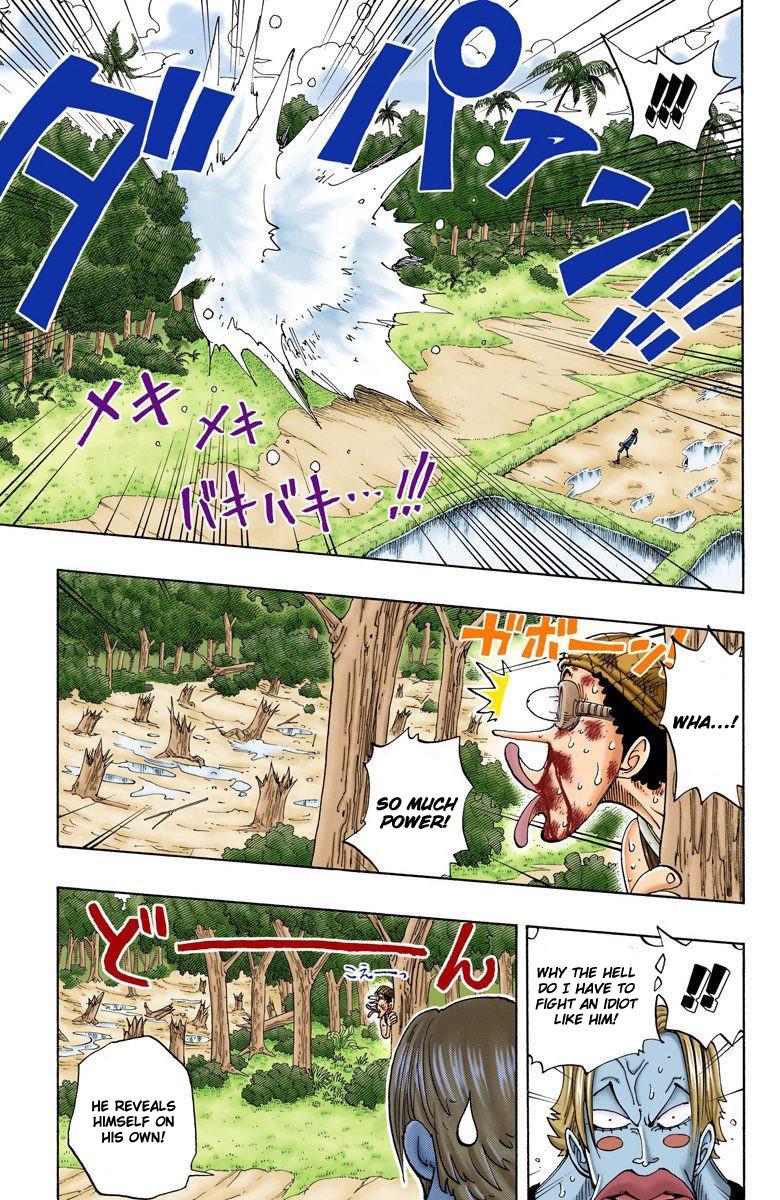 !!!
ダパァン!!!
メキ
メキ
バキバキ…!!!
ガボーン!
WHA...!
SO MUCH
POWER!
!!
WHY THE HELL
DO I HAVE TO
FIGHT AN IDIOT
LIKE HIM!
どーん
こえーっ
HE REVEALS
HIMSELF ON
HIS OWN!